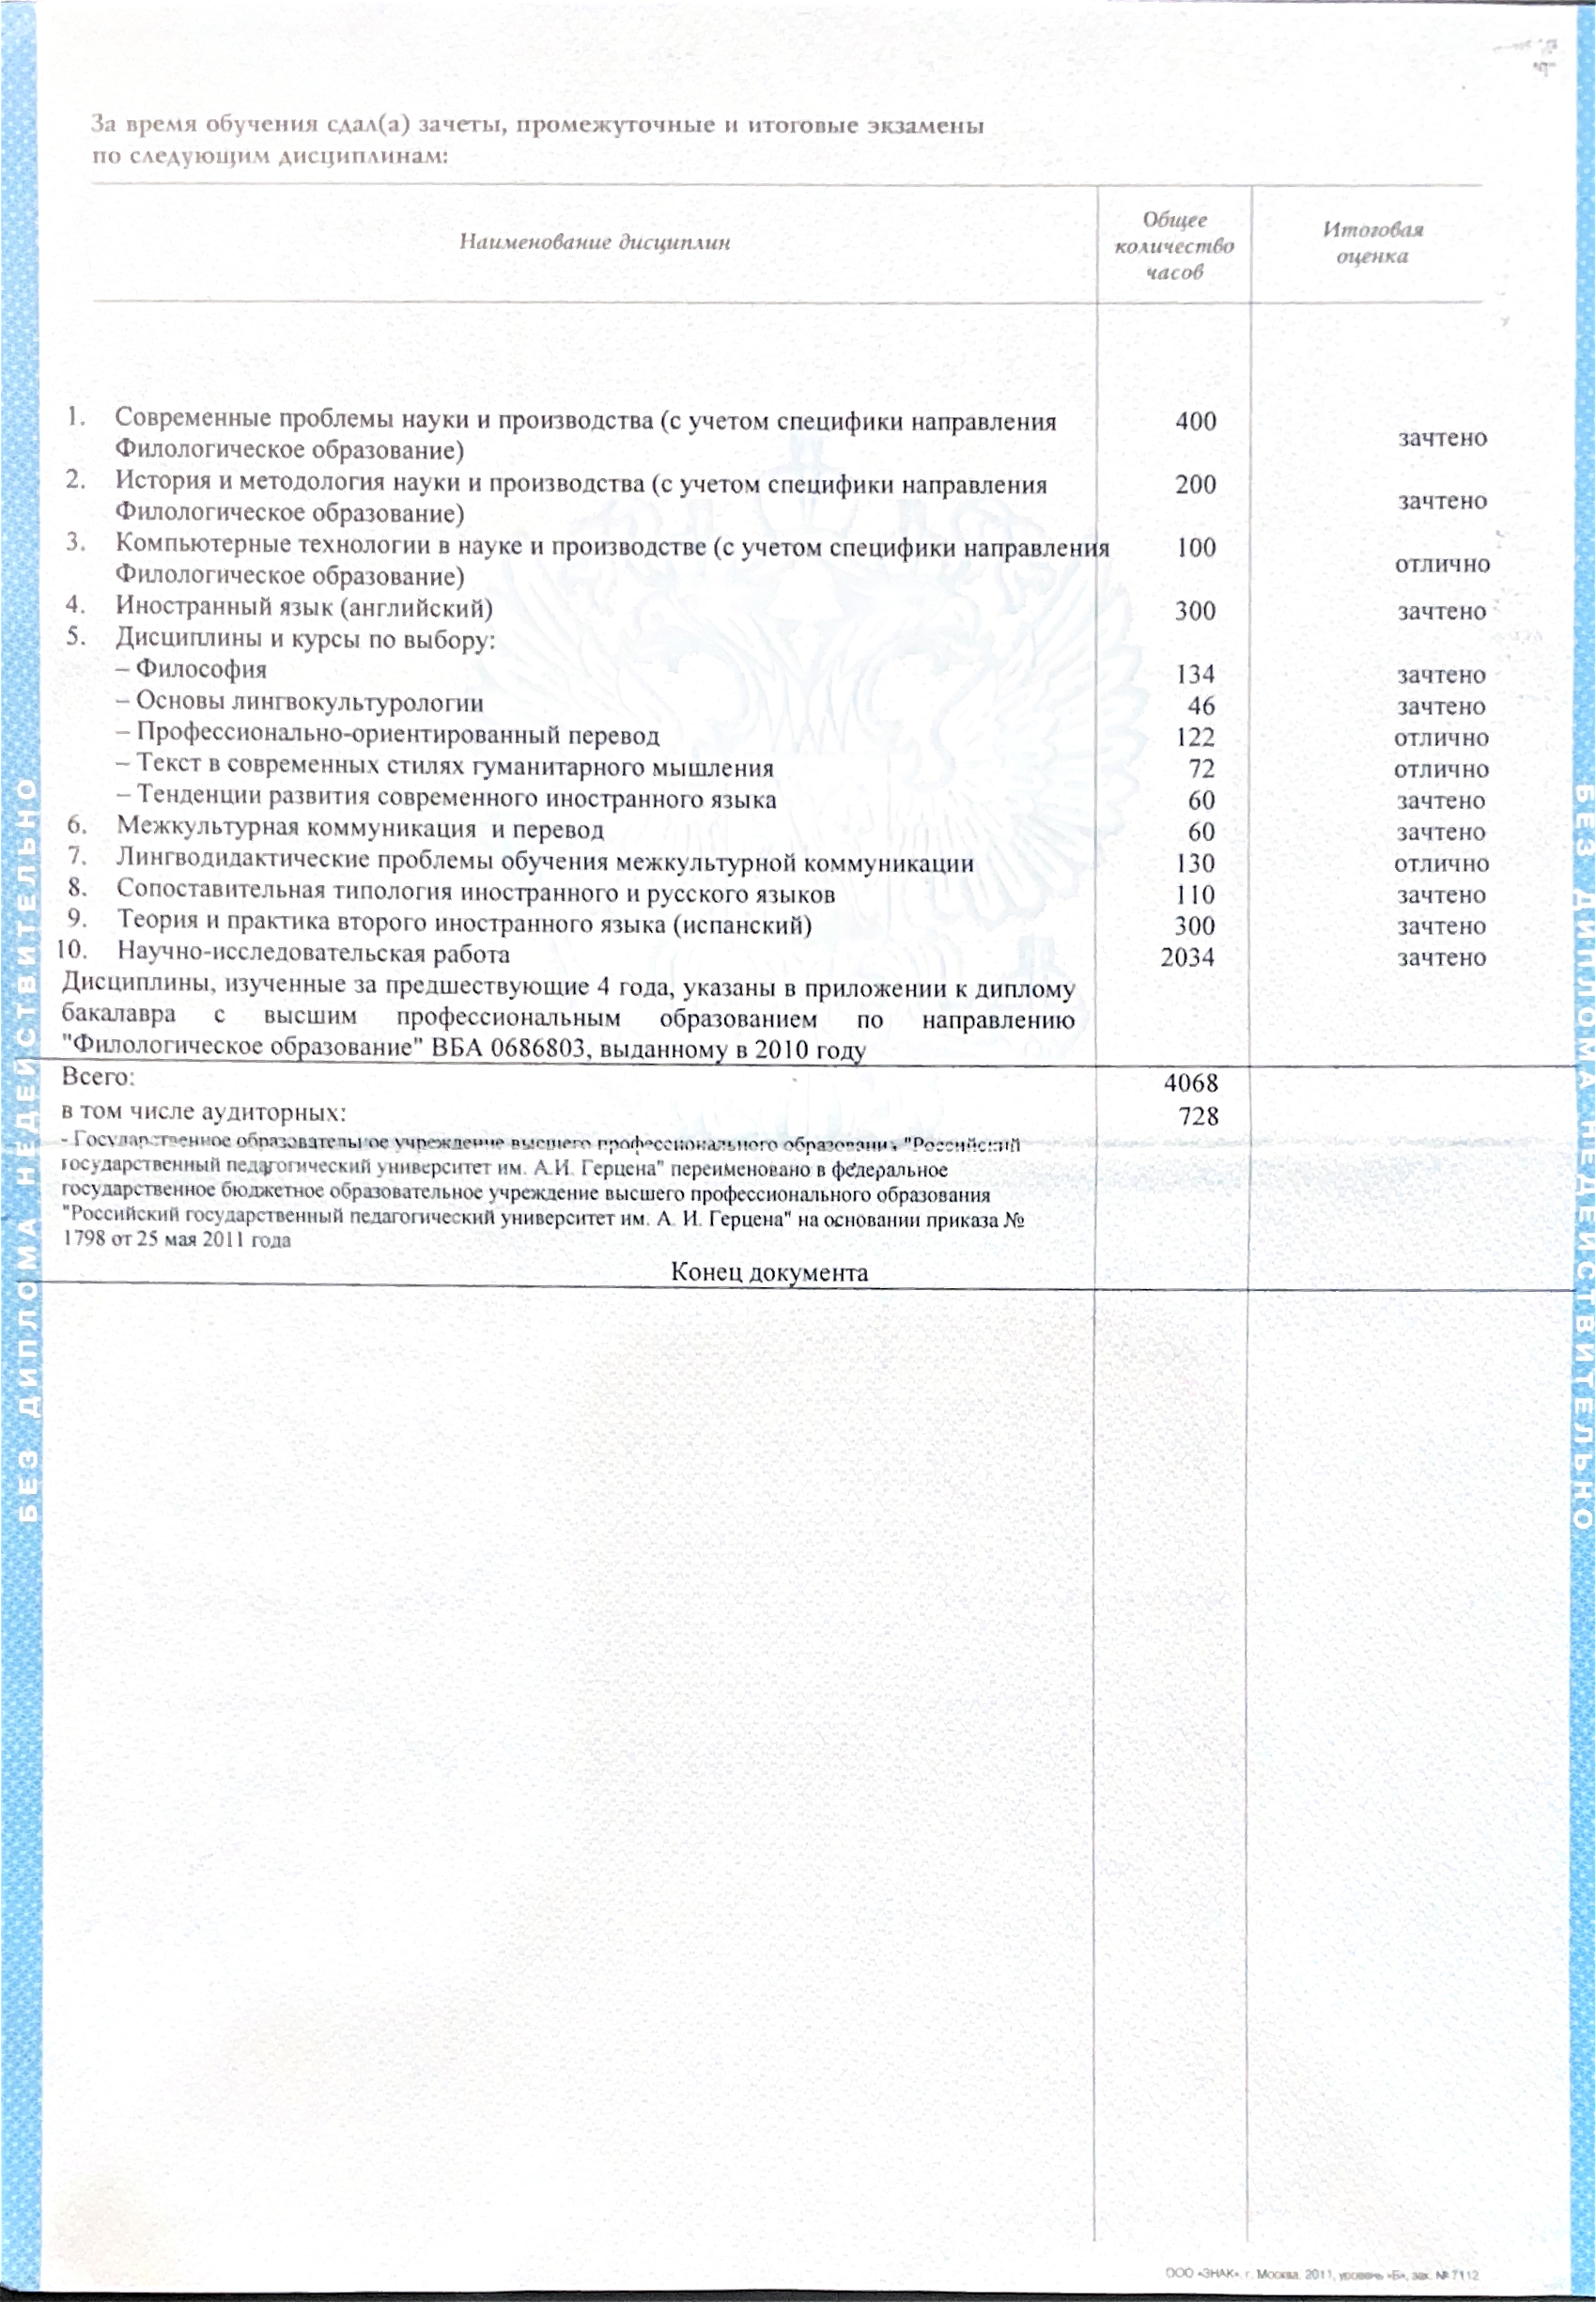 За время обучения сдал(а) зачеты, промежуточные и итоговые экзамены
по следующим дисциплинам:
Наименование дисциплин
Общее
количество
часов
Итоговая
оценка
1. Современные проблемы науки и производства (с учетом специфики направления 400
Филологическое образование) зачтено
2. История и методология науки и производства (с учетом специфики направления 200
Филологическое образование) зачтено
3. Компьютерные технологии в науке и производстве (с учетом специфики направления 100
Филологическое образование) отлично
4. Иностранный язык (английский) 300 зачтено
5. Дисциплины и курсы по выбору:
– Философия 134 зачтено
– Основы лингвокультурологии 46 зачтено
– Профессионально-ориентированный перевод 122 отлично
– Текст в современных стилях гуманитарного мышления 72 отлично
– Тенденции развития современного иностранного языка 60 зачтено
6. Межкультурная коммуникация и перевод 60 зачтено
7. Лингводидактические проблемы обучения межкультурной коммуникации 130 отлично
8. Сопоставительная типология иностранного и русского языков 110 зачтено
9. Теория и практика второго иностранного языка (испанский) 300 зачтено
10. Научно-исследовательская работа 2034 зачтено
Дисциплины, изученные за предшествующие 4 года, указаны в приложении к диплому
бакалавра с высшим профессиональным образованием по направлению
"Филологическое образование" ВБА 0686803, выданному в 2010 году
Всего: 4068
в том числе аудиторных: 728
- Государственное образовательное учреждение высшего профессионального образования "Российский
государственный педагогический университет им. А.И. Герцена" переименовано в федеральное
государственное бюджетное образовательное учреждение высшего профессионального образования
"Российский государственный педагогический университет им. А. И. Герцена" на основании приказа №
1798 от 25 мая 2011 года
Конец документа
БЕЗ ДИПЛОМА НЕДЕЙСТВИТЕЛЬНО
БЕЗ ДИПЛОМА НЕДЕЙСТВИТЕЛЬНО
ООО «ЗНАК», г. Москва, 2011, уровень «Б», зак. № 7112